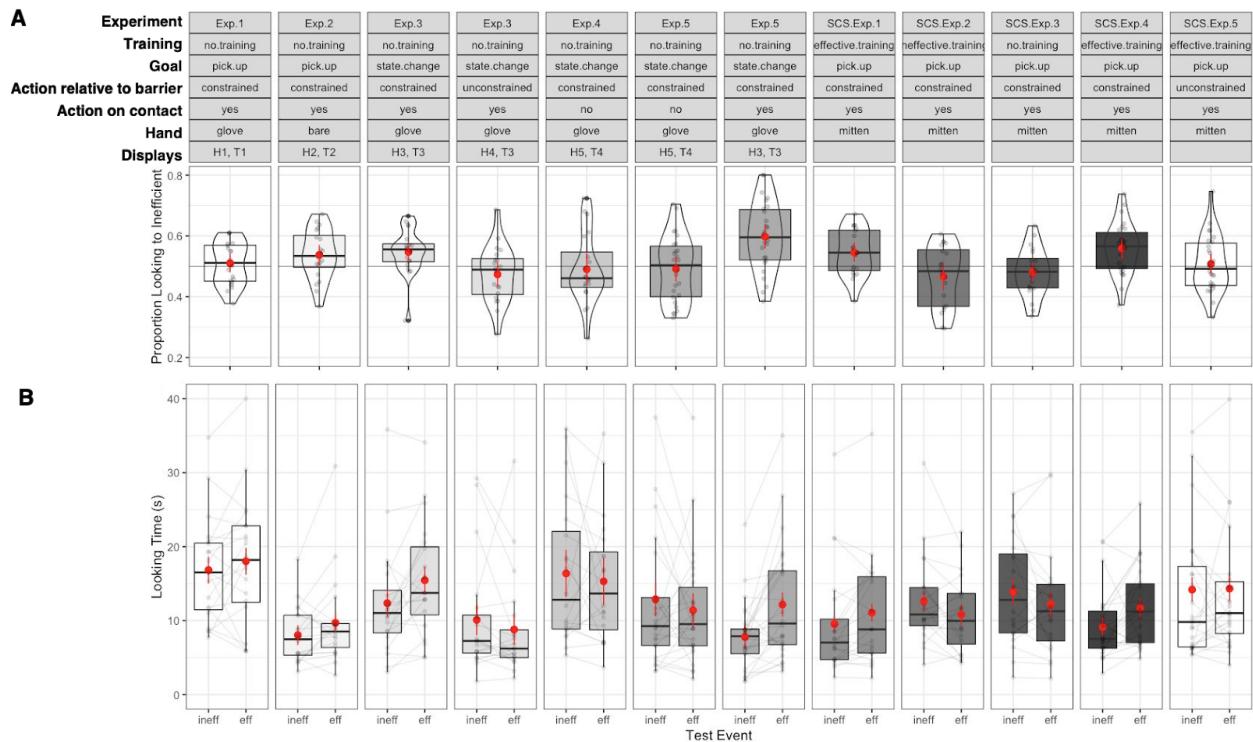 A
Experiment Exp.1 Exp.2 Exp.3 Exp.3 Exp.4 Exp.5 Exp.5 SCS.Exp.1 SCS.Exp.2 SCS.Exp.3 SCS.Exp.4 SCS.Exp.5
Training no.training no.training no.training no.training no.training no.training no.training effective.training neffective.training no.training effective.training effective.training
Goal pick.up pick.up state.change state.change state.change state.change state.change pick.up pick.up pick.up pick.up pick.up
Action relative to barrier constrained constrained constrained unconstrained constrained constrained constrained constrained constrained constrained constrained unconstrained
Action on contact yes yes yes yes no no yes yes yes yes yes yes
Hand glove bare glove glove glove glove glove mitten mitten mitten mitten mitten
Displays H1, T1 H2, T2 H3, T3 H4, T3 H5, T4 H5, T4 H3, T3
Proportion Looking to Inefficient
0.8
0.6
0.4
0.2
B
Looking Time (s)
40
30
20
10
0
ineff eff ineff eff ineff eff ineff eff ineff eff ineff eff ineff eff ineff eff ineff eff ineff eff ineff eff ineff eff
Test Event